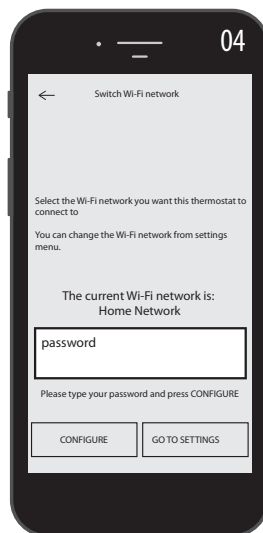 04
Switch Wi-Fi network
Select the Wi-Fi network you want this thermostat to
connect to
You can change the Wi-Fi network from settings
menu.
The current Wi-Fi network is:
Home Network
password
Please type your password and press CONFIGURE
CONFIGURE
GO TO SETTINGS